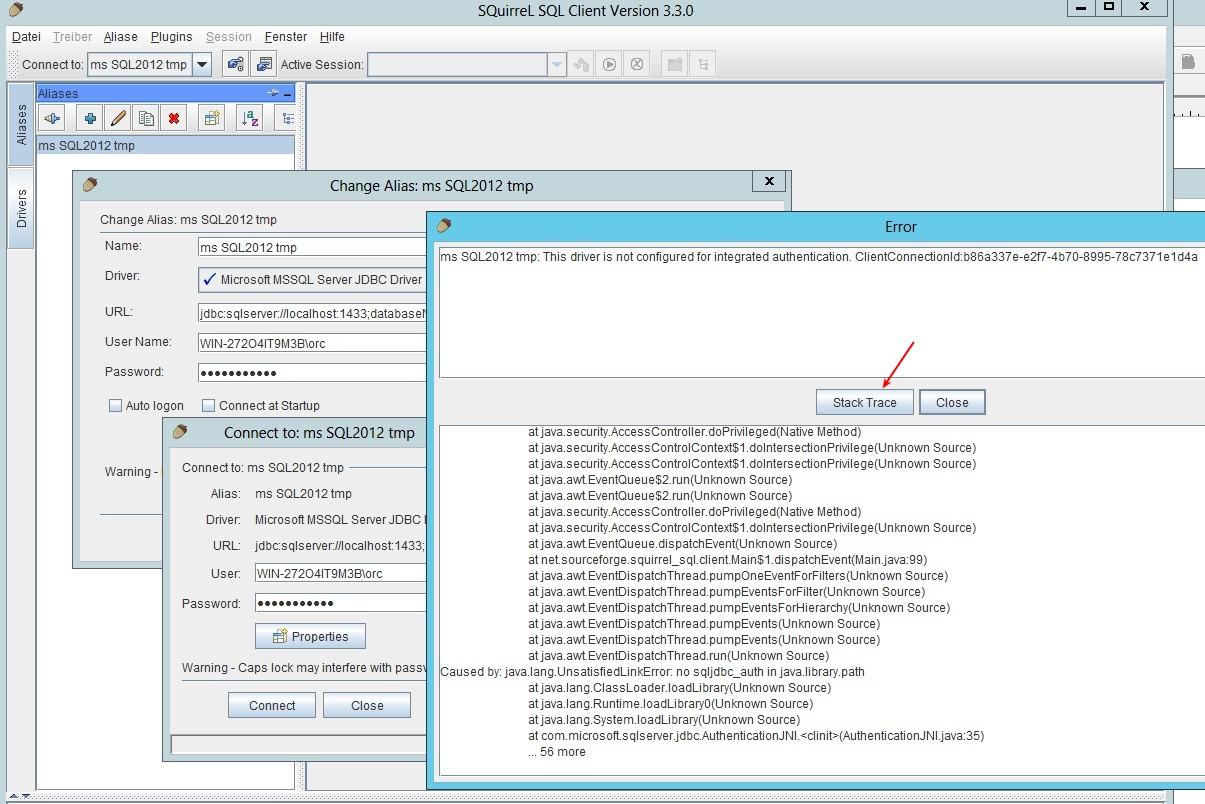 SQuirreL SQL Client Version 3.3.0
Datei Treiber Aliase Plugins Session Fenster Hilfe
Connect to: ms SQL2012 tmp Active Session:
Aliases
Aliases
Drivers
ms SQL2012 tmp
Change Alias: ms SQL2012 tmp
Change Alias: ms SQL2012 tmp
Name: ms SQL2012 tmp
Driver: Microsoft MSSQL Server JDBC Driver
URL: jdbc:sqlserver://localhost:1433;database
User Name: WIN-272O4IT9M3B\orc
Password: ●●●●●●●●●●●
Auto logon Connect at Startup
Warning -
Connect to: ms SQL2012 tmp
Connect to: ms SQL2012 tmp
Alias: ms SQL2012 tmp
Driver: Microsoft MSSQL Server JDBC
URL: jdbc:sqlserver://localhost:1433;
User: WIN-272O4IT9M3B\orc
Password: ●●●●●●●●●●●
Properties
Warning - Caps lock may interfere with passw
Connect Close
Error
ms SQL2012 tmp: This driver is not configured for integrated authentication. ClientConnectionId:b86a337e-e2f7-4b70-8995-78c7371e1d4a
Stack Trace Close
at java.security.AccessController.doPrivileged(Native Method)
at java.security.AccessControlContext$1.doIntersectionPrivilege(Unknown Source)
at java.security.AccessControlContext$1.doIntersectionPrivilege(Unknown Source)
at java.awt.EventQueue$2.run(Unknown Source)
at java.awt.EventQueue$2.run(Unknown Source)
at java.security.AccessController.doPrivileged(Native Method)
at java.security.AccessControlContext$1.doIntersectionPrivilege(Unknown Source)
at java.awt.EventQueue.dispatchEvent(Unknown Source)
at net.sourceforge.squirrel_sql.client.Main$1.dispatchEvent(Main.java:99)
at java.awt.EventDispatchThread.pumpOneEventForFilters(Unknown Source)
at java.awt.EventDispatchThread.pumpEventsForFilter(Unknown Source)
at java.awt.EventDispatchThread.pumpEventsForHierarchy(Unknown Source)
at java.awt.EventDispatchThread.pumpEvents(Unknown Source)
at java.awt.EventDispatchThread.pumpEvents(Unknown Source)
at java.awt.EventDispatchThread.run(Unknown Source)
Caused by: java.lang.UnsatisfiedLinkError: no sqljdbc_auth in java.library.path
at java.lang.ClassLoader.loadLibrary(Unknown Source)
at java.lang.Runtime.loadLibrary0(Unknown Source)
at java.lang.System.loadLibrary(Unknown Source)
at com.microsoft.sqlserver.jdbc.AuthenticationJNI.<clinit>(AuthenticationJNI.java:35)
... 56 more